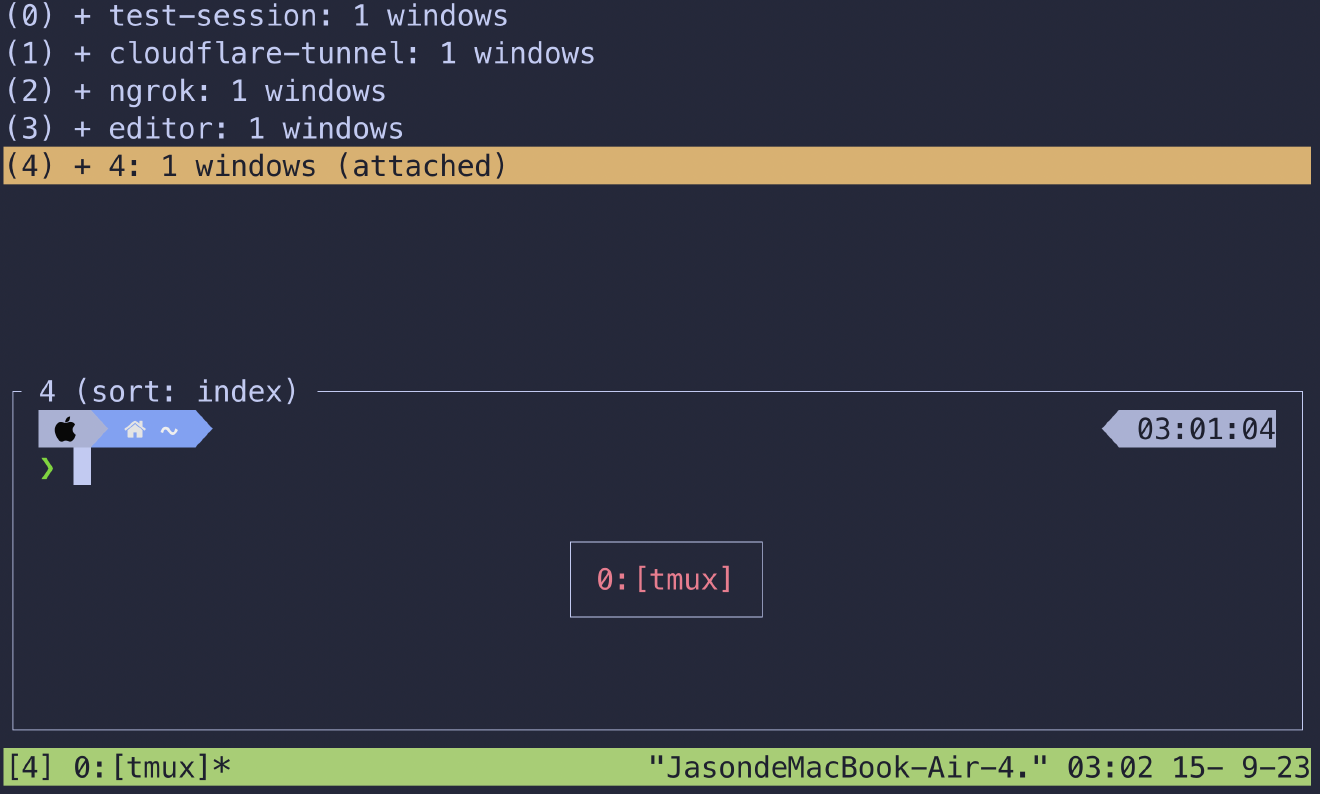 (0) + test-session: 1 windows
(1) + cloudflare-tunnel: 1 windows
(2) + ngrok: 1 windows
(3) + editor: 1 windows
(4) + 4: 1 windows (attached)
4 (sort: index)
~ 03:01:04
❯
0:[tmux]
[4] 0:[tmux]* "JasondeMacBook-Air-4." 03:02 15- 9-23